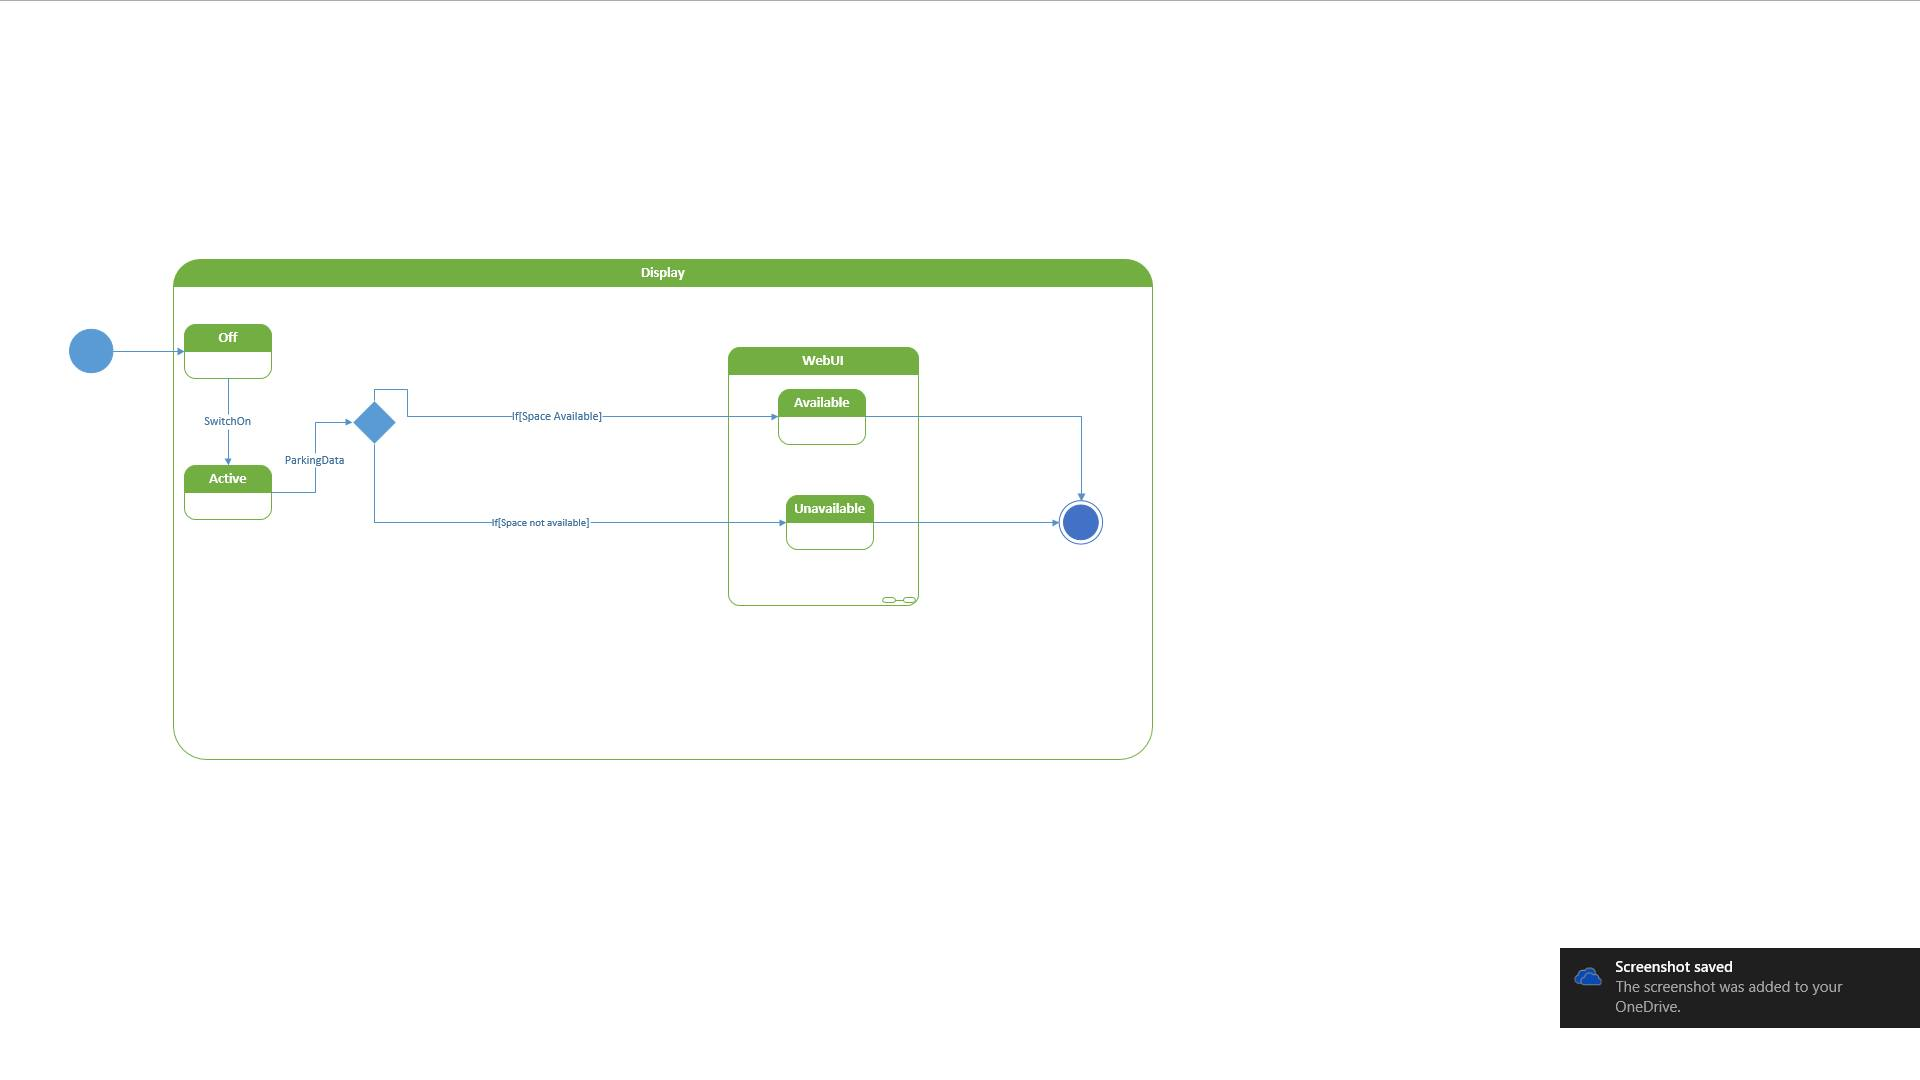 Display
Off
WebUI
Available
If[Space Available]
SwitchOn
ParkingData
Active
Unavailable
If[Space not available]
Screenshot saved
The screenshot was added to your
OneDrive.